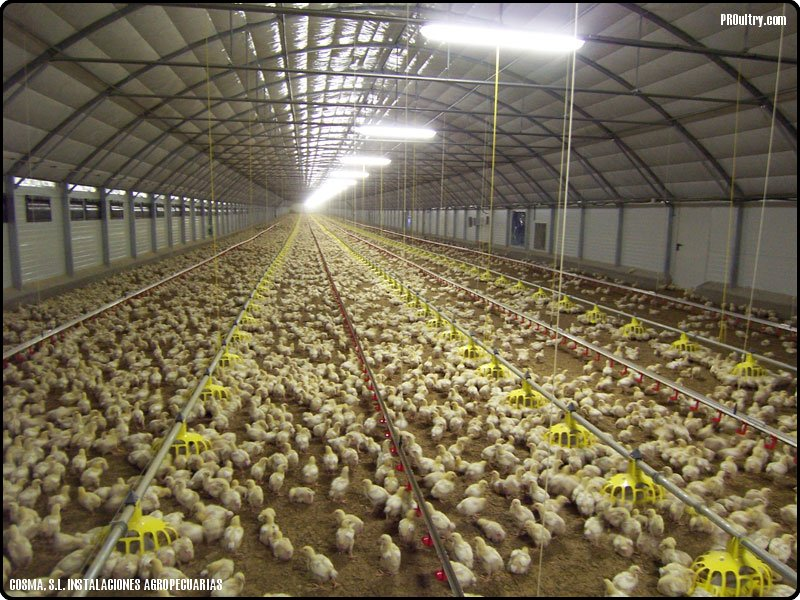 PROultry.com
COSMA, S.L. INSTALACIONES AGROPECUARIAS